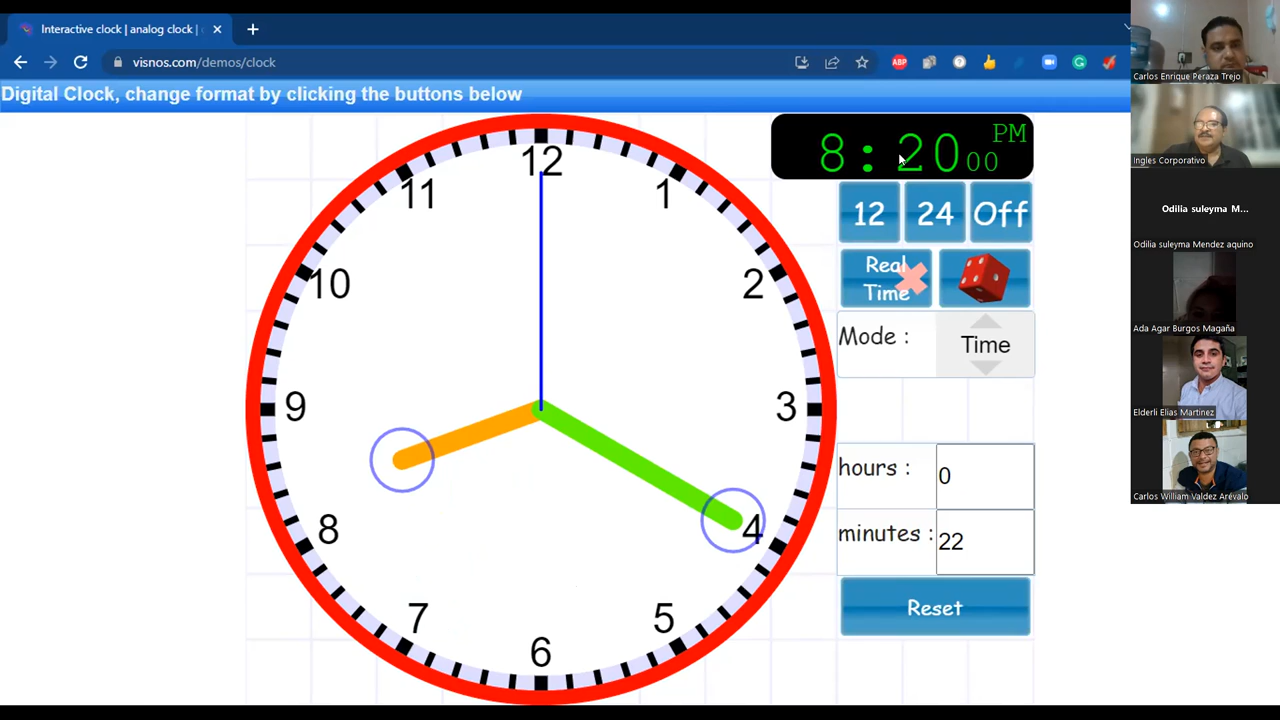 Interactive clock | analog clock |
visnos.com/demos/clock
ABP
Digital Clock, change format by clicking the buttons below
8:20 00 PM
12 24 Off
Real Time
Mode : Time
hours : 0
minutes : 22
Reset
12
1
2
3
4
5
6
7
8
9
10
11
Carlos Enrique Peraza Trejo
Ingles Corporativo
Odilia suleyma M...
Odilia suleyma Mendez aquino
Ada Agar Burgos Magaña
Elderli Elias Martinez
Carlos William Valdez Arévalo